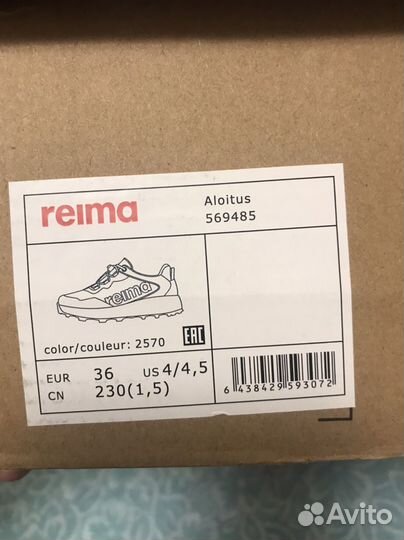 reima
Aloitus
569485
reima
color/couleur: 2570
EAC
EUR 36 US 4/4,5
CN 230(1,5)
6 438429 593072
Avito